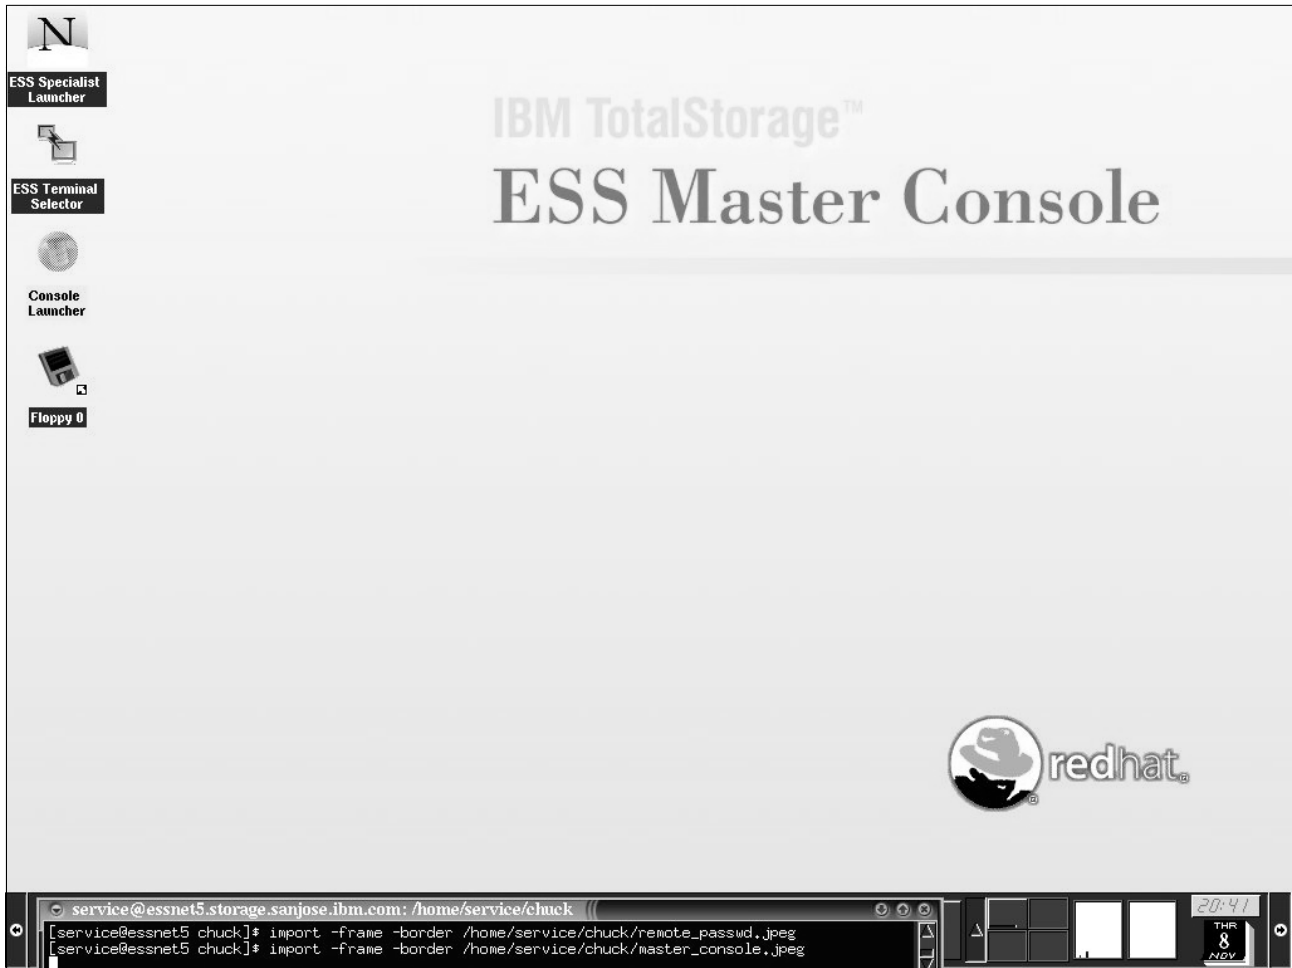 N
ESS Specialist
Launcher
ESS Terminal
Selector
Console
Launcher
Floppy 0
IBM TotalStorage™
ESS Master Console
redhat®
service@essnet5.storage.sanjose.ibm.com: /home/service/chuck
[service@essnet5 chuck]$ import -frame -border /home/service/chuck/remote_passwd.jpeg
[service@essnet5 chuck]$ import -frame -border /home/service/chuck/master_console.jpeg
20:41
THR
8
NOV